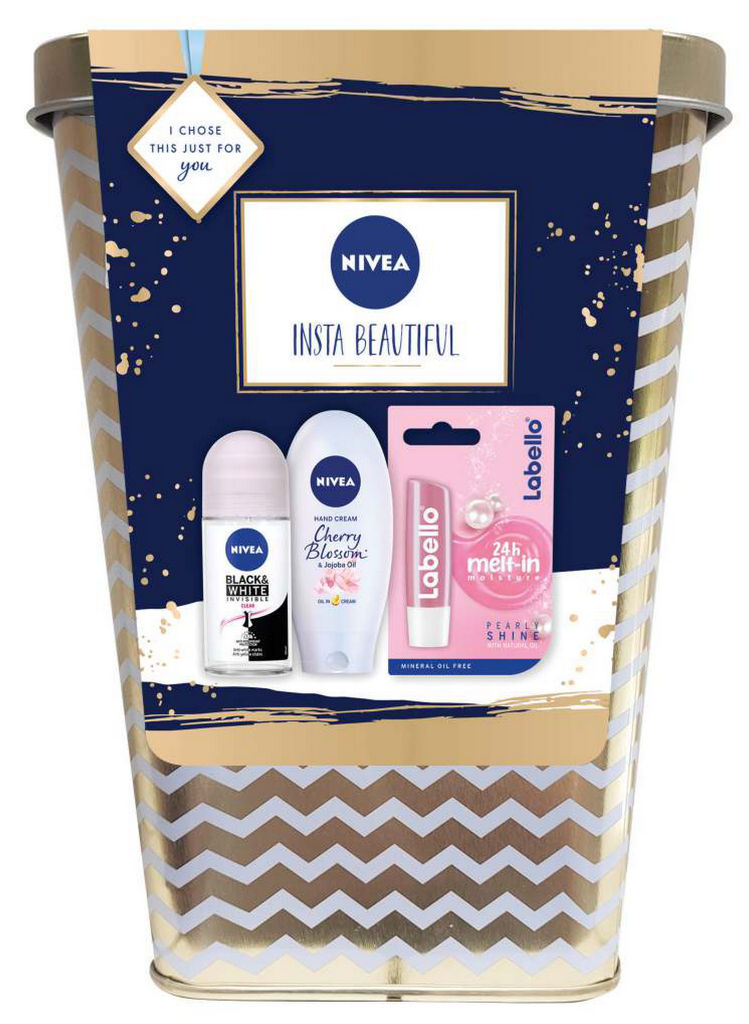 I CHOSE
THIS JUST FOR
you
NIVEA
INSTA BEAUTIFUL
NIVEA
BLACK&
WHITE
INVISIBLE
CLEAR
NIVEA
HAND CREAM
Cherry
Blossom
& Jojoba Oil
OIL IN CREAM
Labello
Labello
24h
melt-in
moisture
PEARLY
SHINE
WITH NATURAL OIL
MINERAL OIL FREE